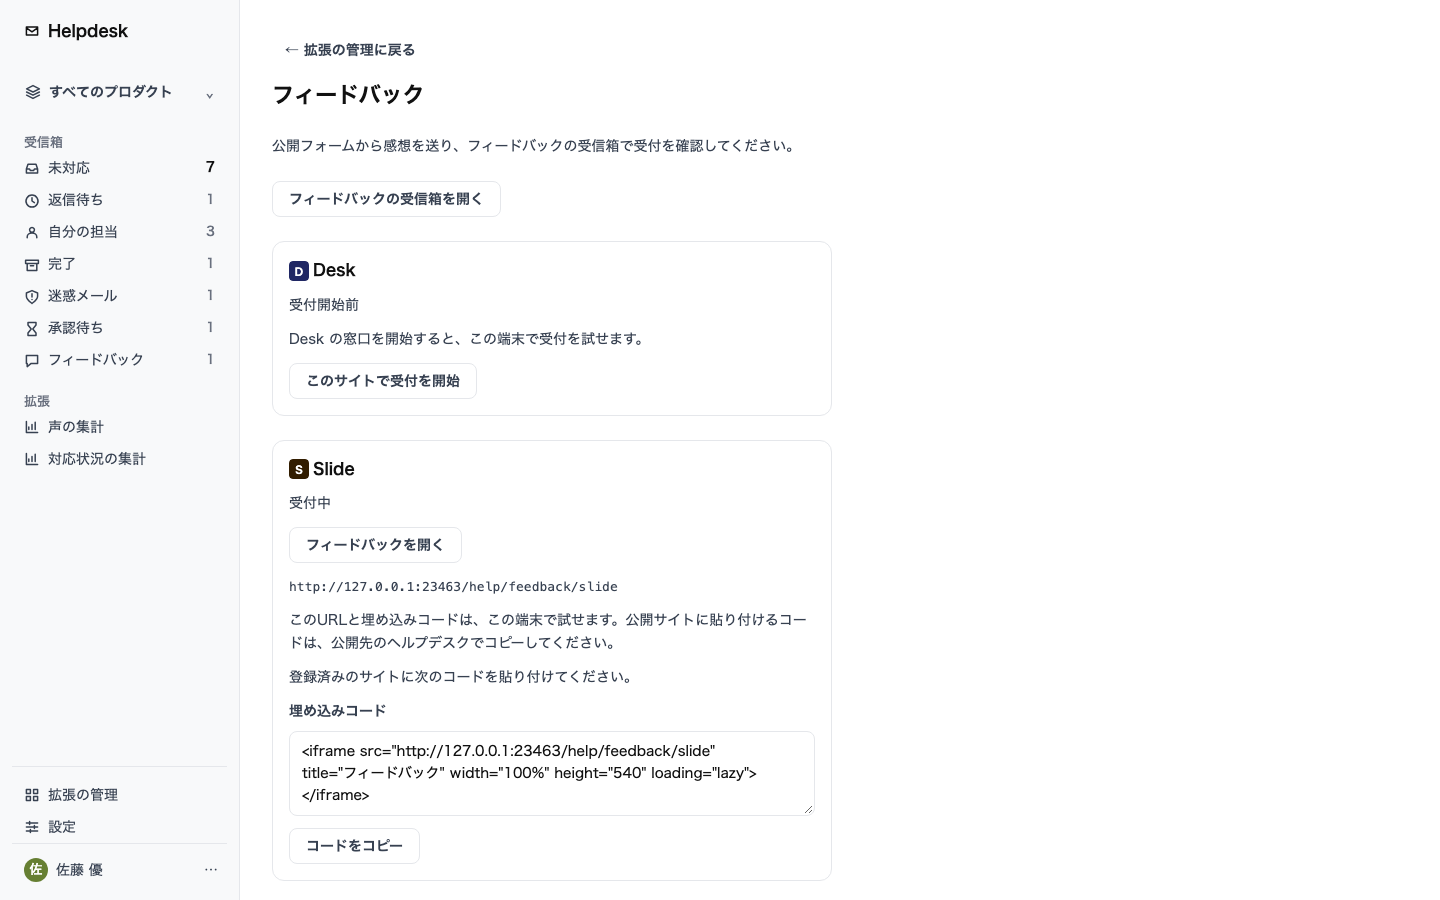 Helpdesk
すべてのプロダクト
受信箱
未対応 7
返信待ち 1
自分の担当 3
完了 1
迷惑メール 1
承認待ち 1
フィードバック 1
拡張
声の集計
対応状況の集計
拡張の管理
設定
佐 佐藤 優 …
← 拡張の管理に戻る
フィードバック
公開フォームから感想を送り、フィードバックの受信箱で受付を確認してください。
フィードバックの受信箱を開く
D Desk
受付開始前
Desk の窓口を開始すると、この端末で受付を試せます。
このサイトで受付を開始
S Slide
受付中
フィードバックを開く
http://127.0.0.1:23463/help/feedback/slide
このURLと埋め込みコードは、この端末で試せます。公開サイトに貼り付けるコー
ドは、公開先のヘルプデスクでコピーしてください。
登録済みのサイトに次のコードを貼り付けてください。
埋め込みコード
<iframe src="http://127.0.0.1:23463/help/feedback/slide"
title="フィードバック" width="100%" height="540" loading="lazy">
</iframe>
コードをコピー